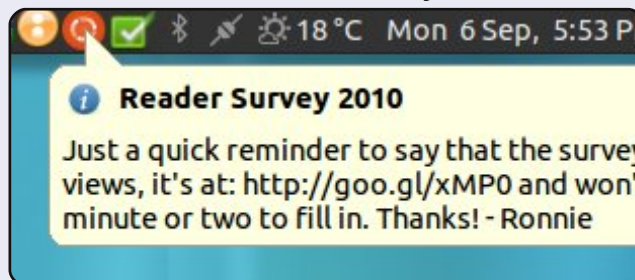 18 °C Mon 6 Sep, 5:53 P
Reader Survey 2010
Just a quick reminder to say that the survey
views, it's at: http://goo.gl/xMP0 and won'
minute or two to fill in. Thanks! - Ronnie